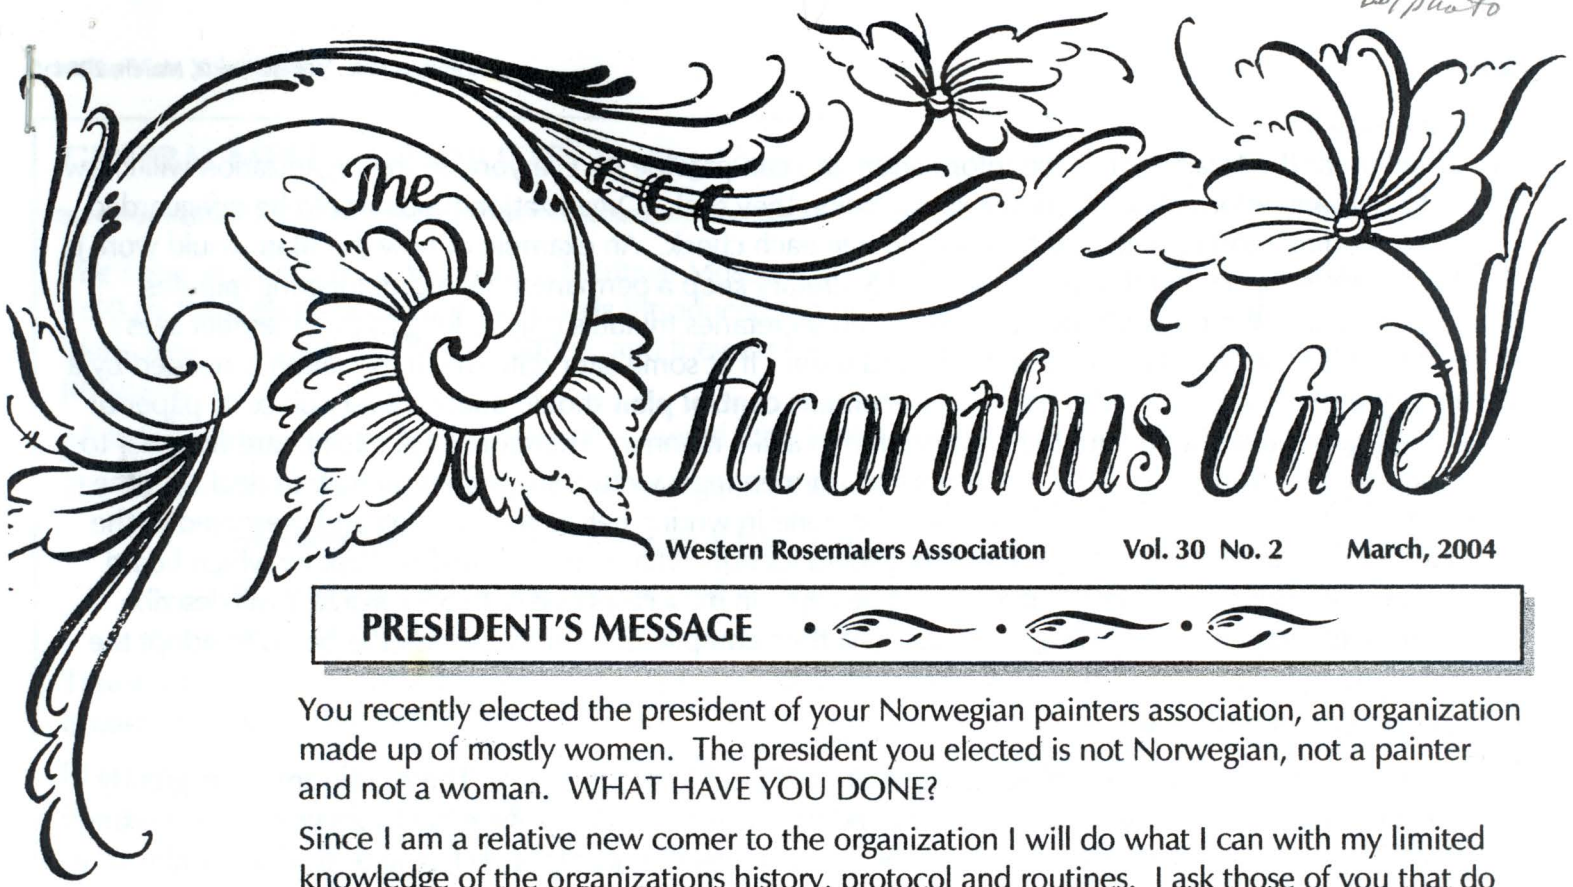 The
Acanthus Vine
Western Rosemalers Association Vol. 30 No. 2 March, 2004
PRESIDENT'S MESSAGE
You recently elected the president of your Norwegian painters association, an organization
made up of mostly women. The president you elected is not Norwegian, not a painter
and not a woman. WHAT HAVE YOU DONE?
Since I am a relative new comer to the organization I will do what I can with my limited
knowledge of the organizations history, protocol and routines. I ask those of you that do